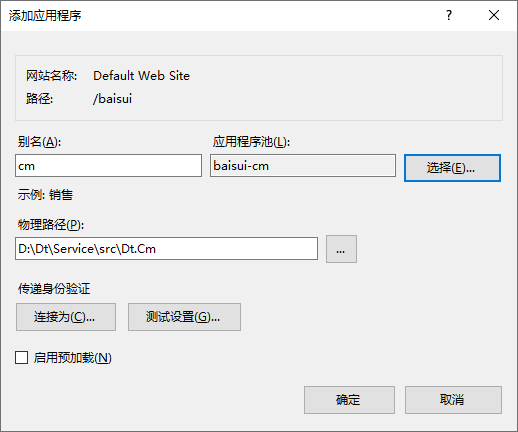 添加应用程序
?
网站名称: Default Web Site
路径: /baisui
别名(A): 应用程序池(L):
cm baisui-cm 选择(E)...
示例: 销售
物理路径(P):
D:\Dt\Service\src\Dt.Cm ...
传递身份验证
连接为(C)... 测试设置(G)...
启用预加载(N)
确定 取消